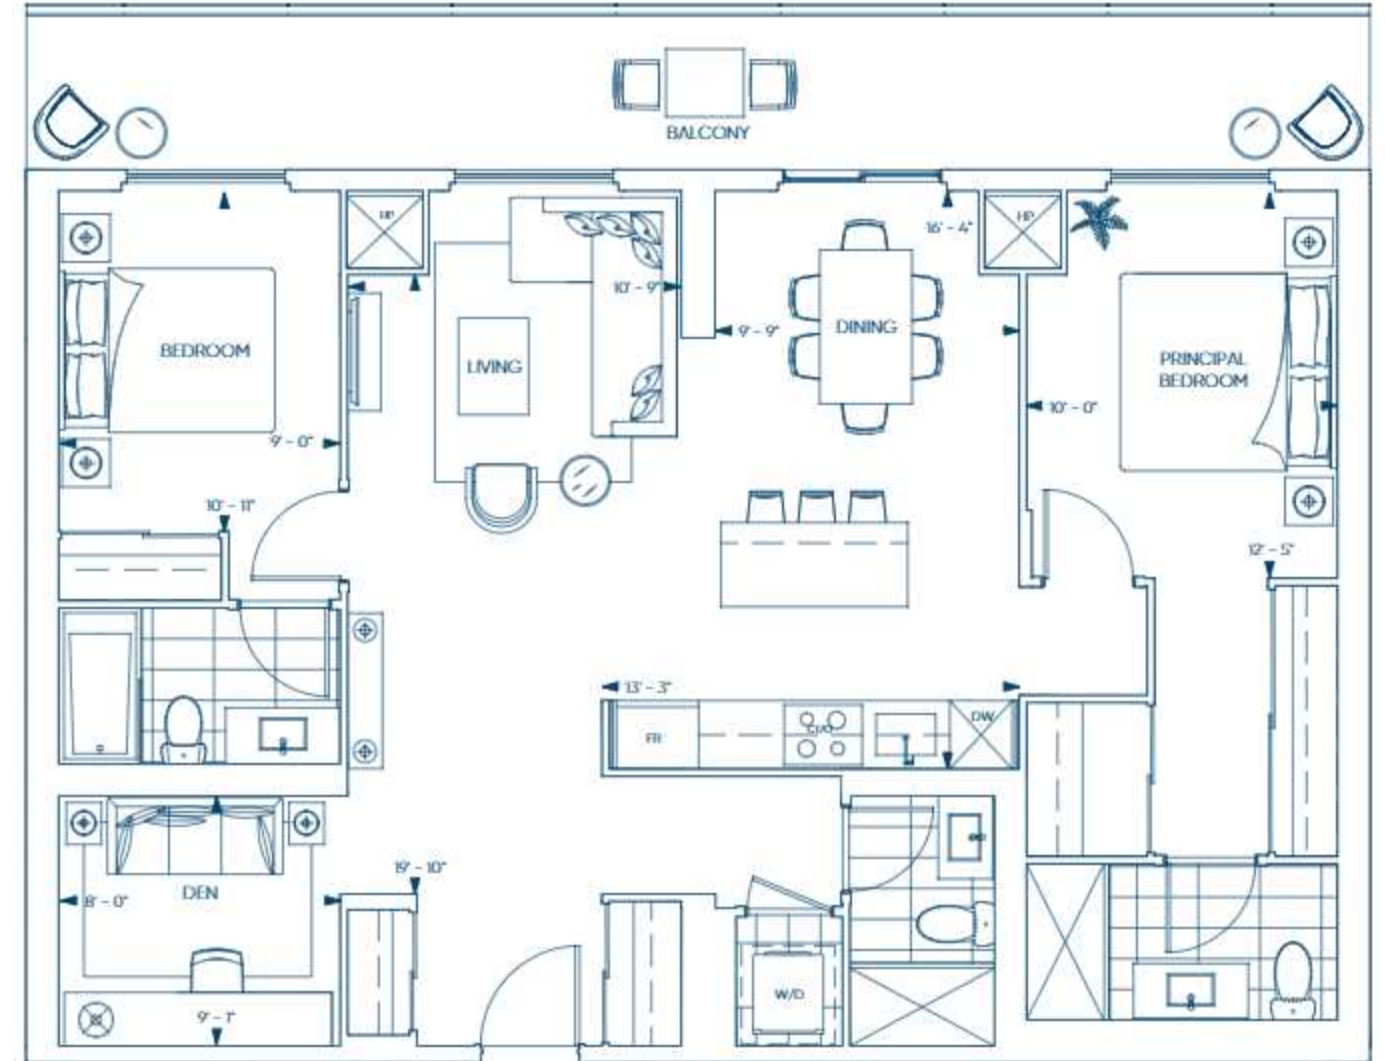 BALCONY
HP
16' - 4"
HP
10' - 9"
9' - 9"
DINING
BEDROOM
LIVING
PRINCIPAL
BEDROOM
10' - 0"
9' - 0"
10' - 11"
12' - 5"
13' - 3"
FR
DW
19' - 10"
DEN
8' - 0"
W/D
9' - 1"